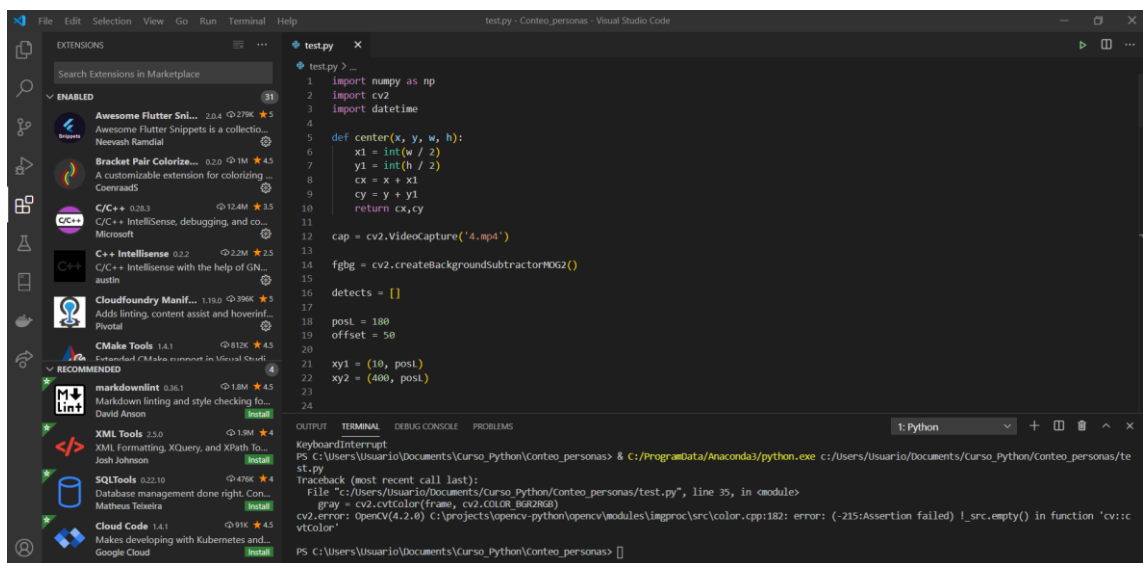 File Edit Selection View Go Run Terminal Help
test.py - Conteo_personas - Visual Studio Code
EXTENSIONS
Search Extensions in Marketplace
ENABLED 31
Awesome Flutter Sni... 2.0.4 279K 5
Awesome Flutter Snippets is a collectio...
Neevash Ramdial
Bracket Pair Colorize... 0.2.0 1M 4.5
A customizable extension for colorizing ...
CoenraadS
C/C++ 0.28.3 12.4M 3.5
C/C++ IntelliSense, debugging, and co...
Microsoft
C++ Intellisense 0.2.2 2.2M 2.5
C/C++ Intellisense with the help of GN...
austin
Cloudfoundry Manif... 1.19.0 396K 5
Adds linting, content assist and hoverinf...
Pivotal
CMake Tools 1.4.1 812K 4.5
Extended CMake support in Visual Studi...
RECOMMENDED 4
markdownlint 0.36.1 1.8M 4.5
Markdown linting and style checking fo...
David Anson Install
XML Tools 2.5.0 1.9M 4
XML Formatting, XQuery, and XPath To...
Josh Johnson Install
SQLTools 0.22.10 476K 4
Database management done right. Con...
Matheus Teixeira Install
Cloud Code 1.4.1 91K 4.5
Makes developing with Kubernetes and...
Google Cloud Install
Snippets
C/C++
C++
M
Lint
</>
test.py
test.py > ...
1 import numpy as np
2 import cv2
3 import datetime
4
5 def center(x, y, w, h):
6 x1 = int(w / 2)
7 y1 = int(h / 2)
8 cx = x + x1
9 cy = y + y1
10 return cx,cy
11
12 cap = cv2.VideoCapture('4.mp4')
13
14 fgbg = cv2.createBackgroundSubtractorMOG2()
15
16 detects = []
17
18 posL = 180
19 offset = 50
20
21 xy1 = (10, posL)
22 xy2 = (400, posL)
23
24
OUTPUT TERMINAL DEBUG CONSOLE PROBLEMS 1: Python
KeyboardInterrupt
PS C:\Users\Usuario\Documents\Curso_Python\Conteo_personas> & C:/ProgramData/Anaconda3/python.exe c:/Users/Usuario/Documents/Curso_Python/Conteo_personas/te
st.py
Traceback (most recent call last):
File "c:/Users/Usuario/Documents/Curso_Python/Conteo_personas/test.py", line 35, in <module>
gray = cv2.cvtColor(frame, cv2.COLOR_BGR2RGB)
cv2.error: OpenCV(4.2.0) C:\projects\opencv-python\opencv\modules\imgproc\src\color.cpp:182: error: (-215:Assertion failed) !_src.empty() in function 'cv::c
vtColor'
PS C:\Users\Usuario\Documents\Curso_Python\Conteo_personas>